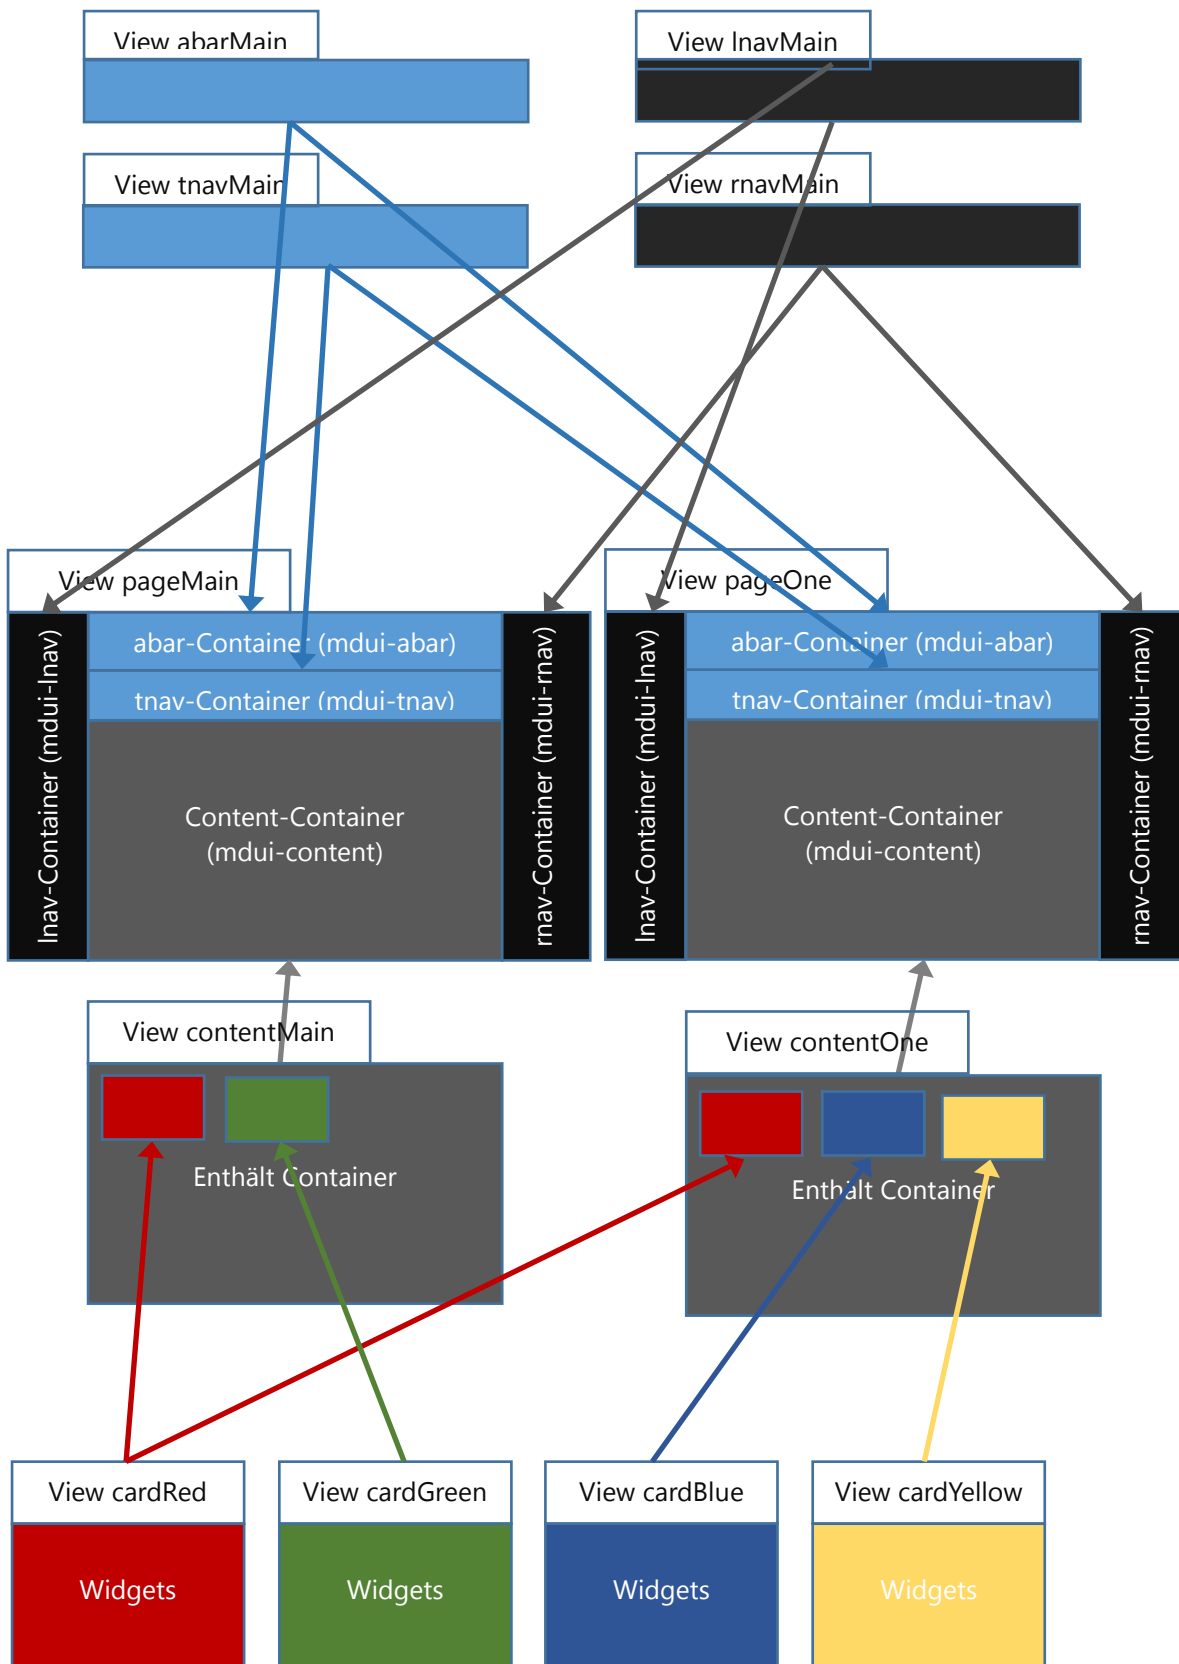 View abarMain
View lnavMain
View tnavMain
View rnavMain
View pageMain
View pageOne
lnav-Container (mdui-lnav)
abar-Container (mdui-abar)
tnav-Container (mdui-tnav)
Content-Container
(mdui-content)
rnav-Container (mdui-rnav)
lnav-Container (mdui-lnav)
abar-Container (mdui-abar)
tnav-Container (mdui-tnav)
Content-Container
(mdui-content)
rnav-Container (mdui-rnav)
View contentMain
Enthält Container
View contentOne
Enthält Container
View cardRed
View cardGreen
View cardBlue
View cardYellow
Widgets
Widgets
Widgets
Widgets